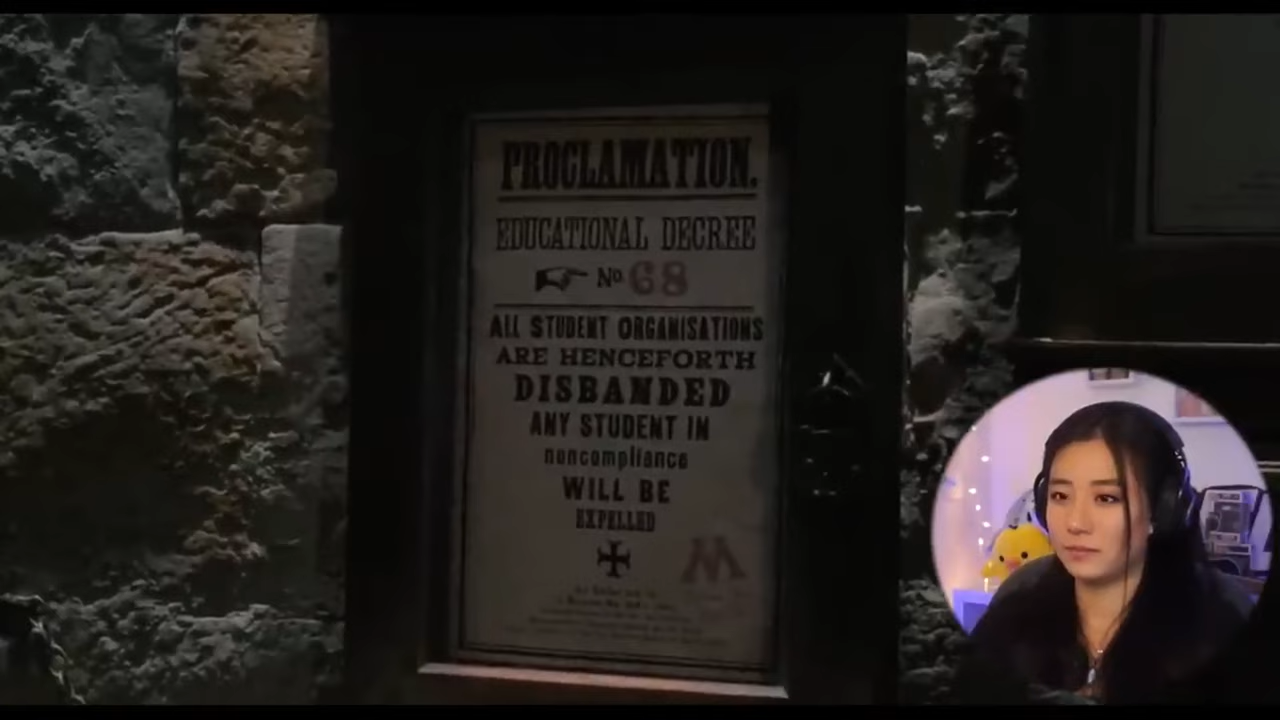 PROCLAMATION.
EDUCATIONAL DECREE
No. 68
ALL STUDENT ORGANISATIONS
ARE HENCEFORTH
DISBANDED
ANY STUDENT IN
noncompliance
WILL BE
EXPELLED
M